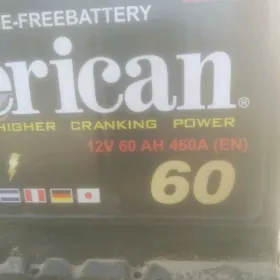 E-FREEBATTERY
erican®
HIGHER CRANKING POWER
12V 60 AH 460A (EN)
60